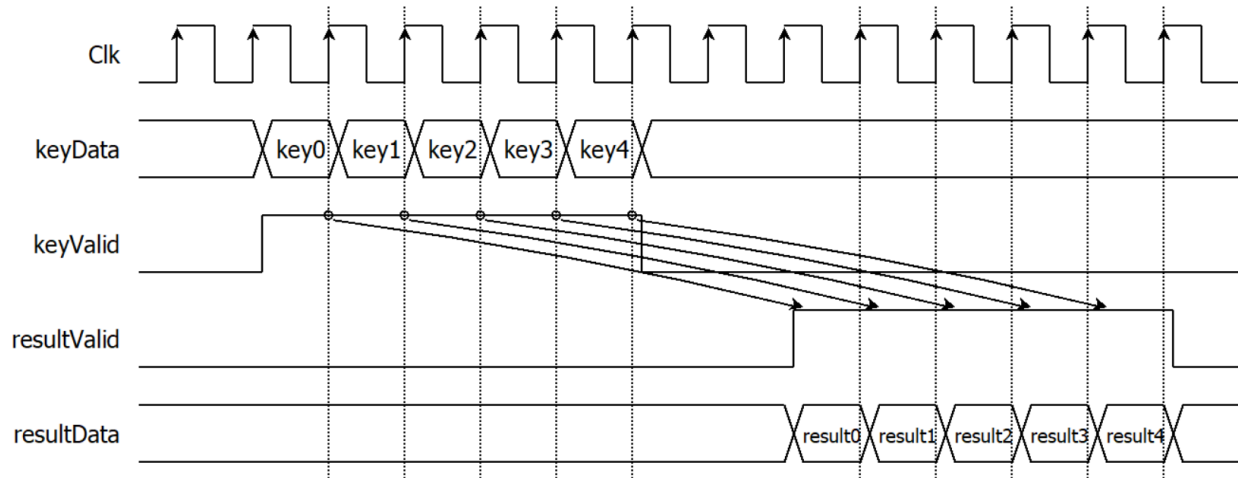 Clk
keyData
key0 key1 key2 key3 key4
keyValid
resultValid
resultData
result0 result1 result2 result3 result4